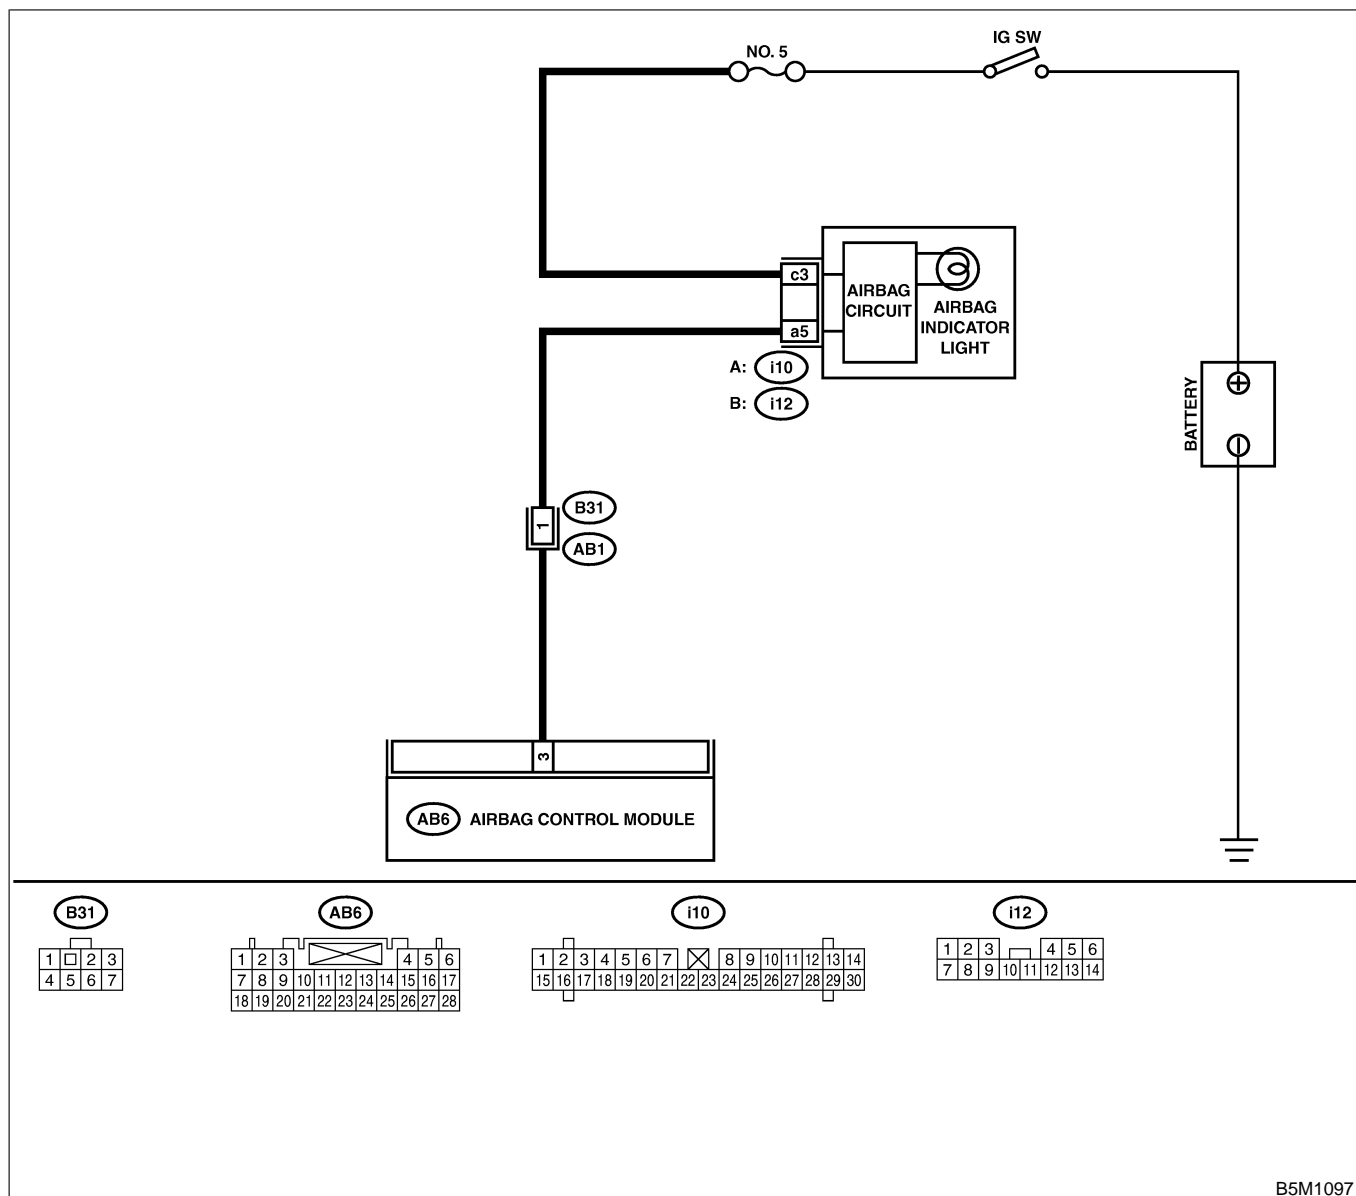 NO. 5
IG SW
c3
AIRBAG
CIRCUIT
AIRBAG
INDICATOR
LIGHT
a5
A: i10
B: i12
BATTERY
B31
1
AB1
3
AB6 AIRBAG CONTROL MODULE
B31
1 2 3
4 5 6 7
AB6
1 2 3 4 5 6
7 8 9 10 11 12 13 14 15 16 17
18 19 20 21 22 23 24 25 26 27 28
i10
1 2 3 4 5 6 7 8 9 10 11 12 13 14
15 16 17 18 19 20 21 22 23 24 25 26 27 28 29 30
i12
1 2 3 4 5 6
7 8 9 10 11 12 13 14
B5M1097